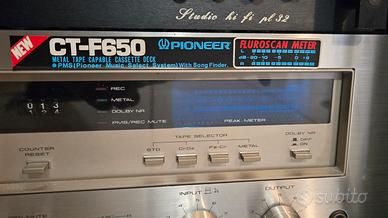 Studio hi fi pl 32
NEW
CT-F650
PIONEER
FLUROSCAN METER
METAL TAPE CAPABLE CASSETTE DECK
PMS (Pioneer Music Select System) With Song Finder.
REC
METAL
DOLBY NR
PMS/REC MUTE
PEAK METER
COUNTER
RESET
TAPE SELECTOR
STD
CrO₂
Fe-Cr
METAL
DOLBY NR
OFF
ON
INPUT
OUTPUT
subito